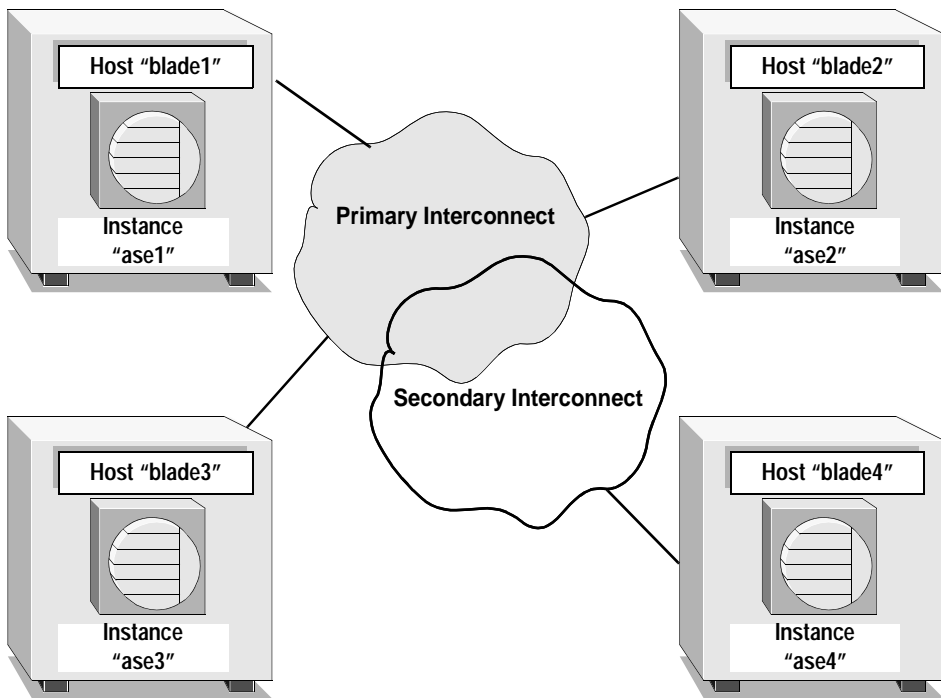 Host “blade1”
Instance
“ase1”
Host “blade2”
Instance
“ase2”
Primary Interconnect
Secondary Interconnect
Host “blade3”
Instance
“ase3”
Host “blade4”
Instance
“ase4”